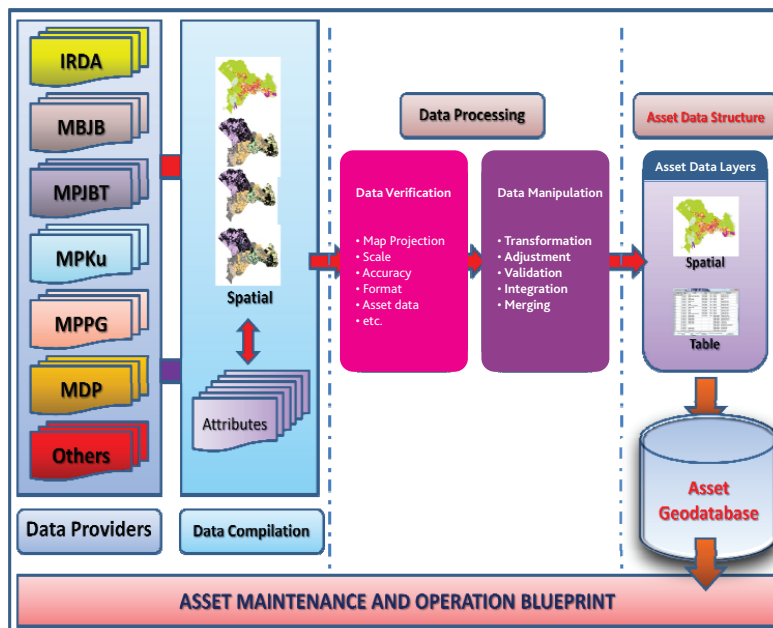 IRDA
MBJB
MPJBT
MPKu
MPPG
MDP
Others
Data Providers
Spatial
Attributes
Data Compilation
Data Processing
Data Verification
• Map Projection
• Scale
• Accuracy
• Format
• Asset data
• etc.
Data Manipulation
• Transformation
• Adjustment
• Validation
• Integration
• Merging
Asset Data Structure
Asset Data Layers
Spatial
Table
Asset
Geodatabase
ASSET MAINTENANCE AND OPERATION BLUEPRINT